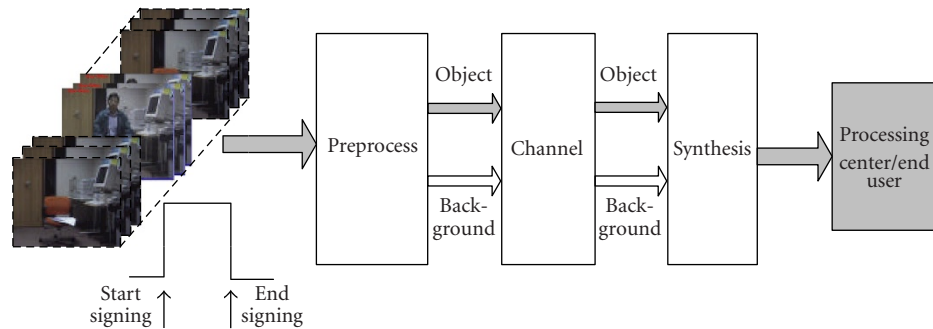 Preprocess
Object
Back-
ground
Channel
Object
Back-
ground
Synthesis
Processing
center/end
user
Start
signing
End
signing